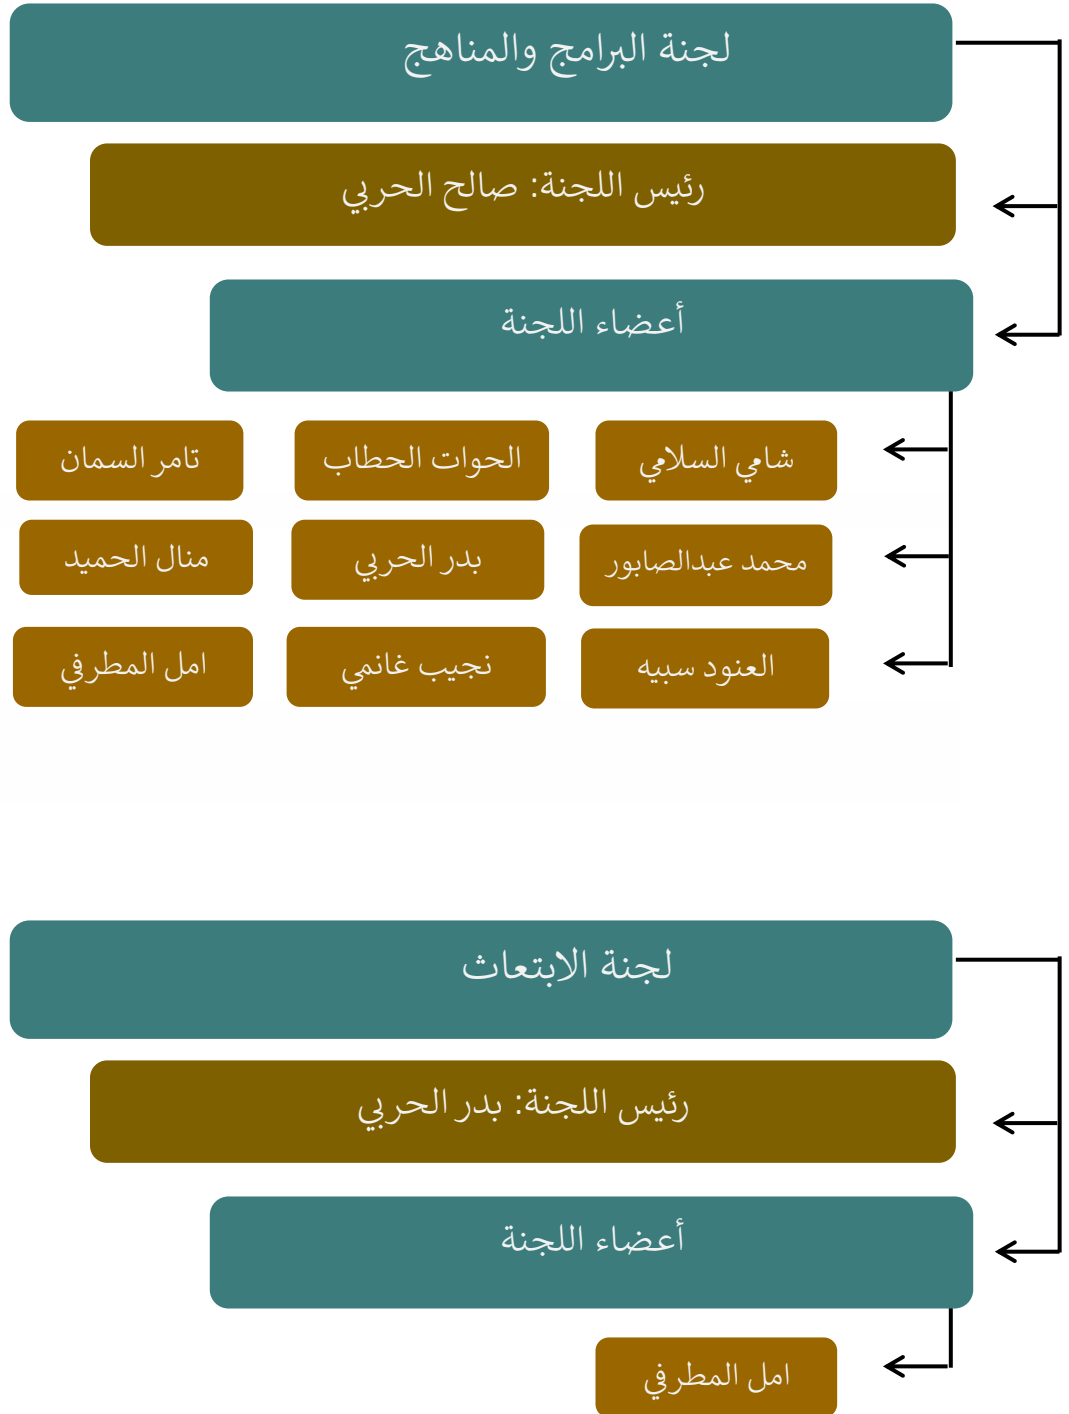 لجنة البرامج والمناهج
رئيس اللجنة: صالح الحربي
أعضاء اللجنة
شامي السلامي
الحوات الحطاب
تامر السمان
محمد عبدالصابور
بدر الحربي
منال الحميد
العنود سبيه
نجيب غانمي
امل المطرفي
لجنة الابتعاث
رئيس اللجنة: بدر الحربي
أعضاء اللجنة
امل المطرفي